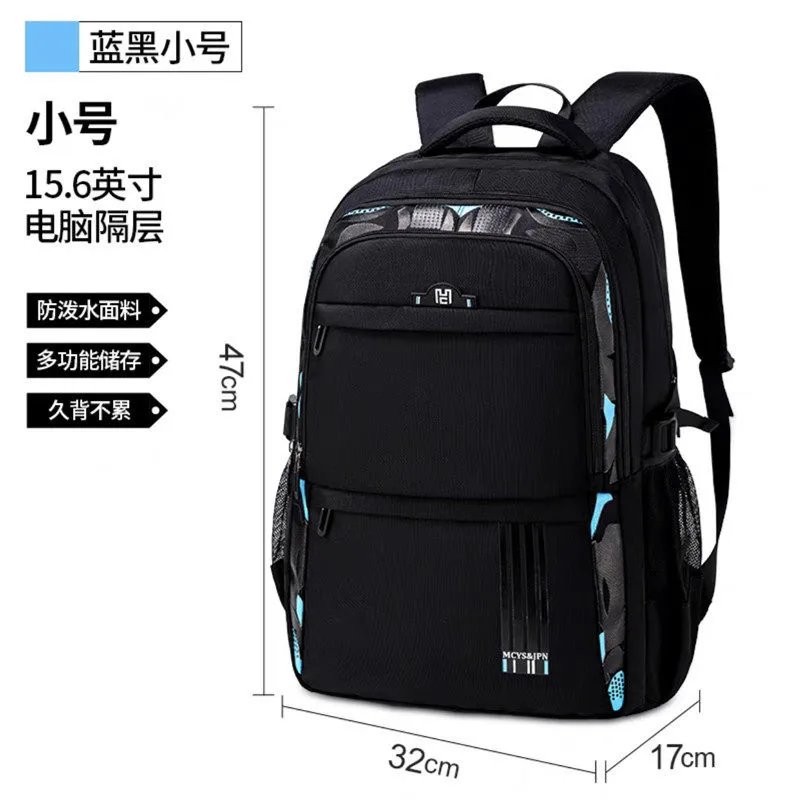 蓝黑小号
小号
15.6英寸
电脑隔层
防泼水面料
多功能储存
久背不累
47cm
32cm
17cm
MCYS&JPN